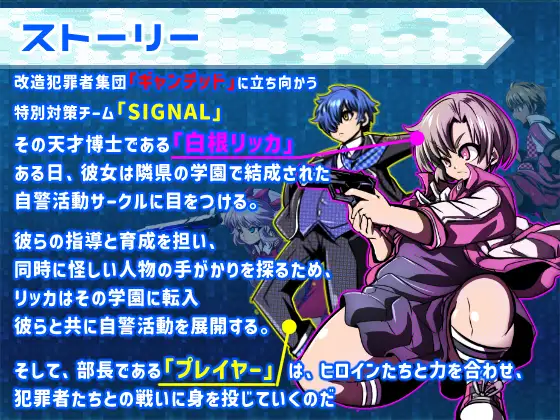 ストーリー
改造犯罪者集団「ギャンデッド」に立ち向かう
特別対策チーム「SIGNAL」
その天才博士である「白根リッカ」
ある日、彼女は隣県の学園で結成された
自警活動サークルに目をつける。
彼らの指導と育成を担い、
同時に怪しい人物の手がかりを探るため、
リッカはその学園に転入
彼らと共に自警活動を展開する。
そして、部長である「プレイヤー」は、ヒロインたちと力を合わせ、
犯罪者たちとの戦いに身を投じていくのだ